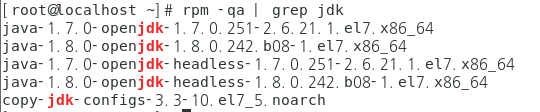 [root@localhost ~]# rpm -qa | grep jdk
java-1.7.0-openjdk-1.7.0.251-2.6.21.1.el7.x86_64
java-1.8.0-openjdk-1.8.0.242.b08-1.el7.x86_64
java-1.7.0-openjdk-headless-1.7.0.251-2.6.21.1.el7.x86_64
java-1.8.0-openjdk-headless-1.8.0.242.b08-1.el7.x86_64
copy-jdk-configs-3.3-10.el7_5.noarch